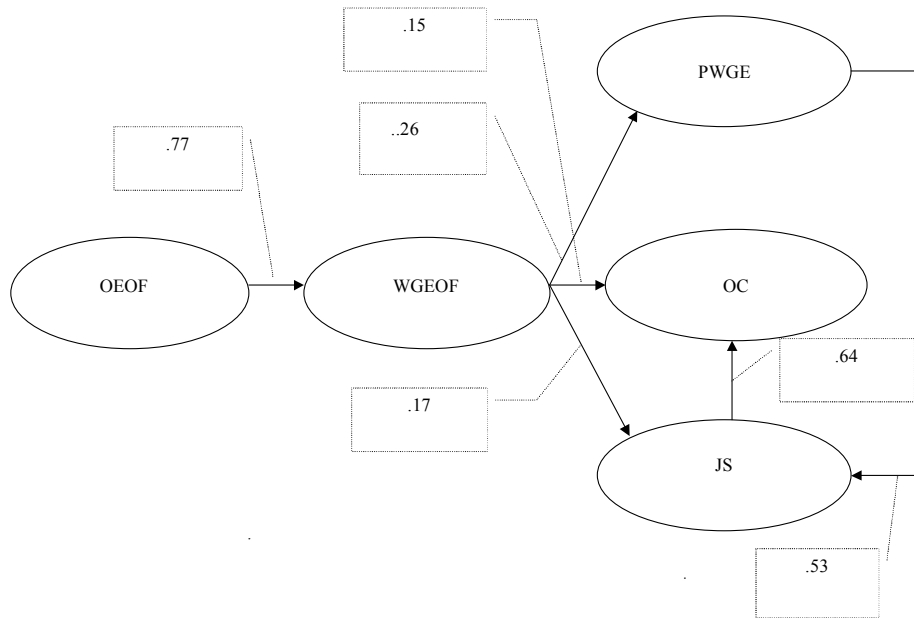 .15
PWGE
..26
.77
OEOF
WGEOF
OC
.64
.17
JS
.53